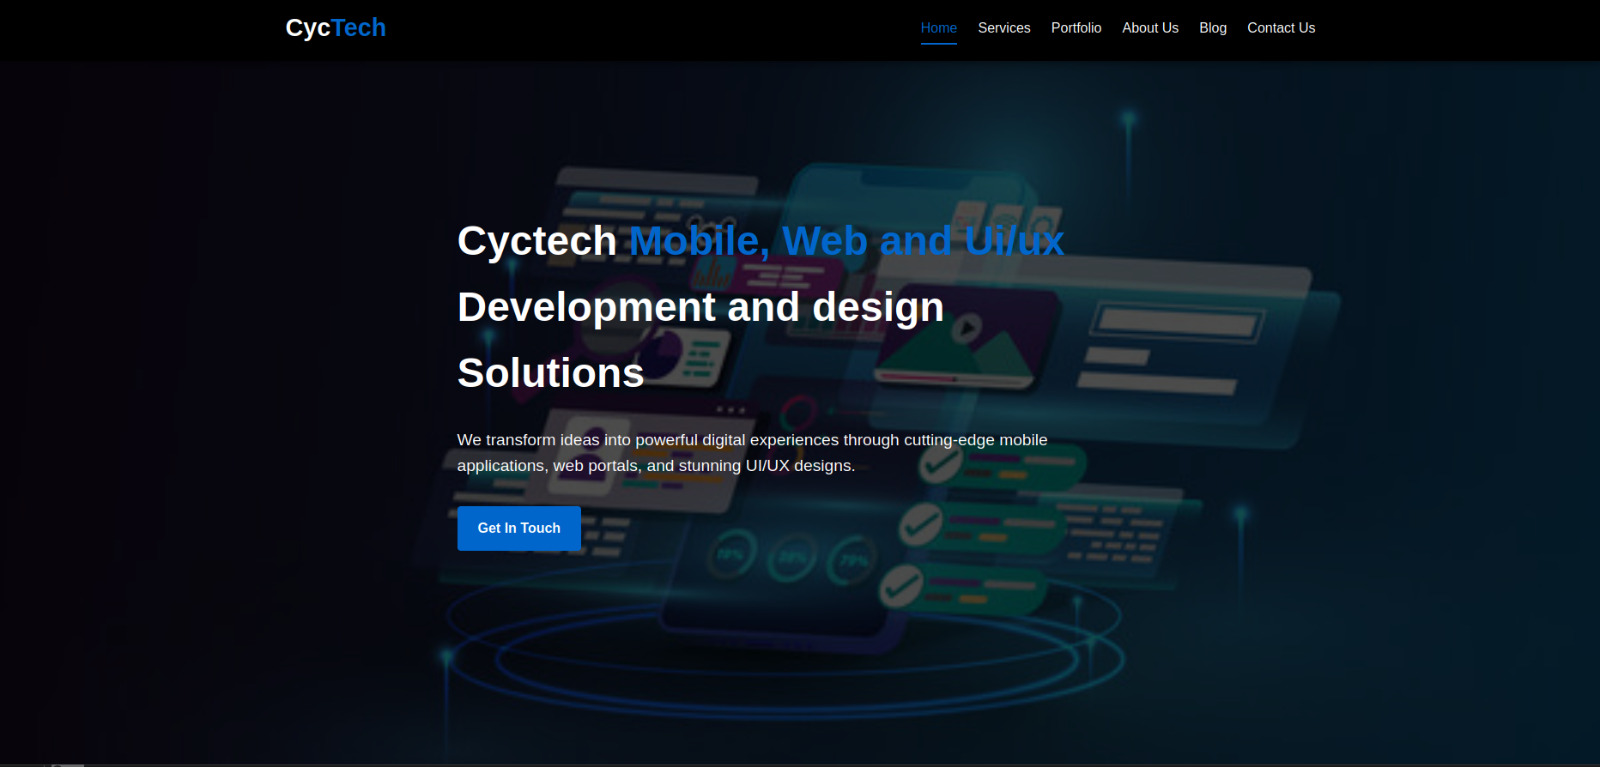 CycTech
Home Services Portfolio About Us Blog Contact Us
Cyctech Mobile, Web and Ui/ux
Development and design
Solutions
We transform ideas into powerful digital experiences through cutting-edge mobile
applications, web portals, and stunning UI/UX designs.
Get In Touch
79%